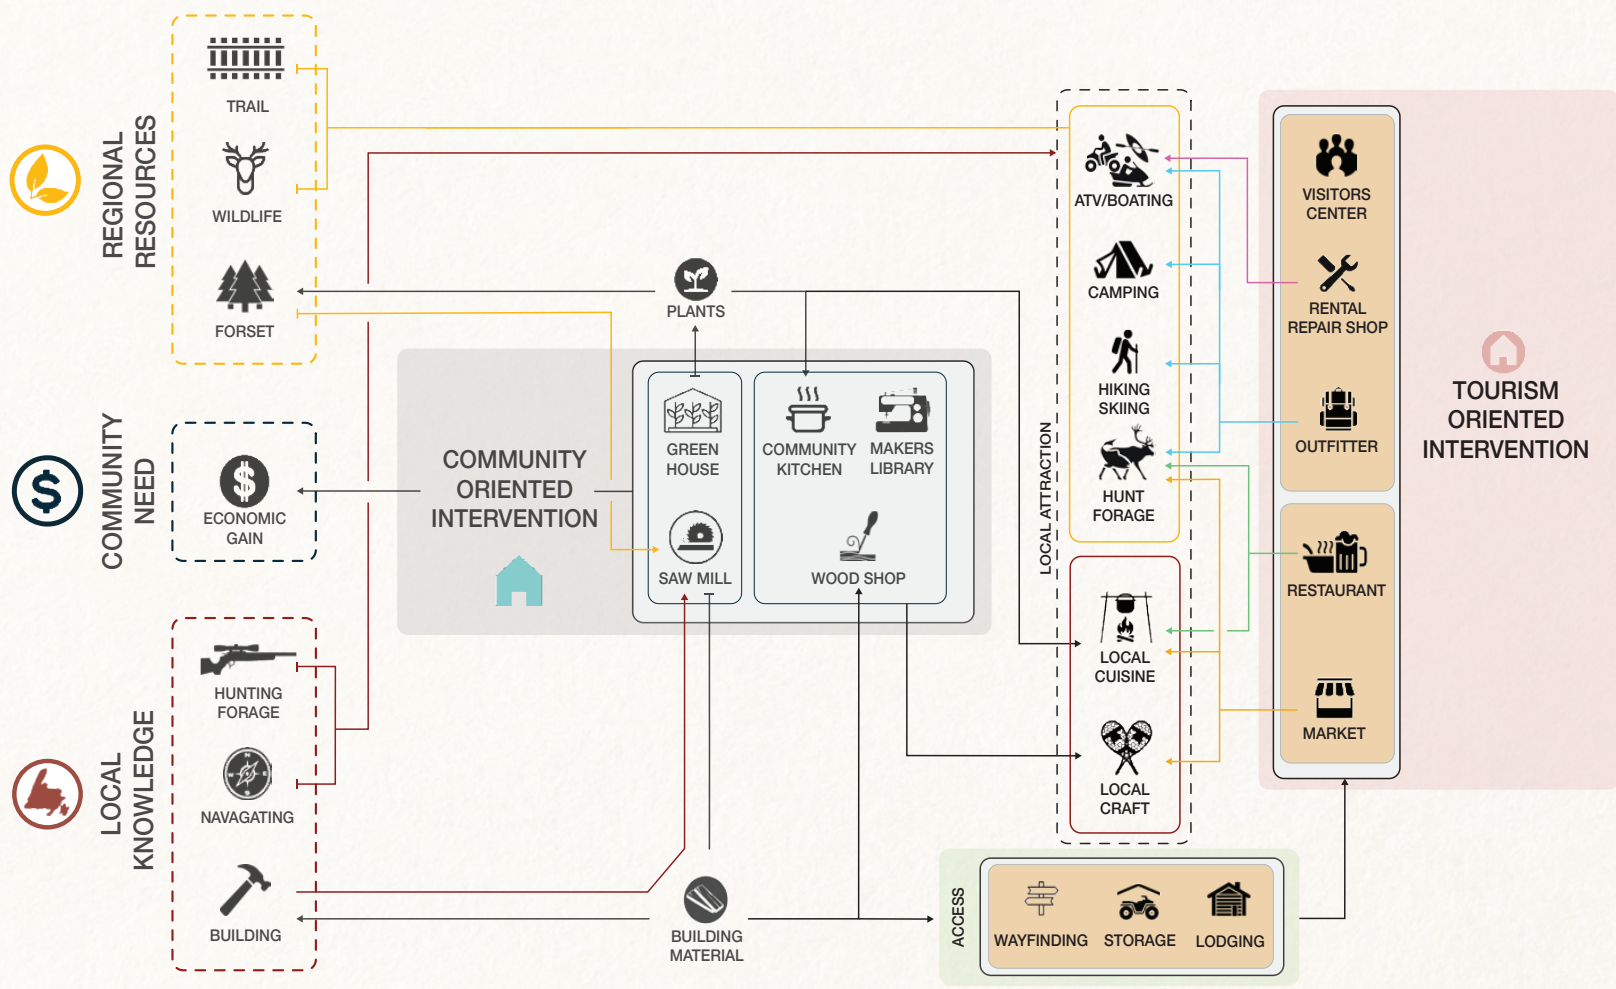 REGIONAL
RESOURCES
TRAIL
WILDLIFE
FORSET
COMMUNITY
NEED
ECONOMIC
GAIN
LOCAL
KNOWLEDGE
HUNTING
FORAGE
NAVAGATING
N
W
E
S
BUILDING
PLANTS
COMMUNITY
ORIENTED
INTERVENTION
GREEN
HOUSE
SAW MILL
COMMUNITY
KITCHEN
MAKERS
LIBRARY
WOOD SHOP
BUILDING
MATERIAL
LOCAL ATTRACTION
ATV/BOATING
CAMPING
HIKING
SKIING
HUNT
FORAGE
LOCAL
CUISINE
LOCAL
CRAFT
ACCESS
WAYFINDING
STORAGE
LODGING
VISITORS
CENTER
RENTAL
REPAIR SHOP
OUTFITTER
RESTAURANT
MARKET
TOURISM
ORIENTED
INTERVENTION